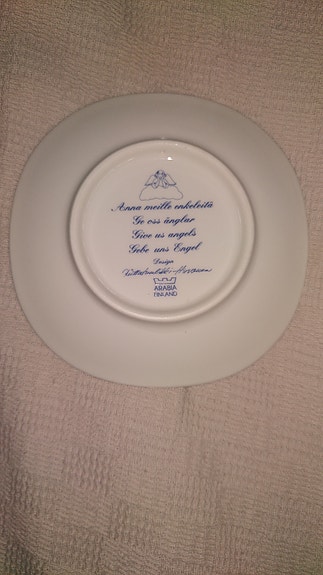 Anna meille enkeleitä
Ge oss änglar
Give us angels
Gebe uns Engel
Design
ARABIA
FINLAND